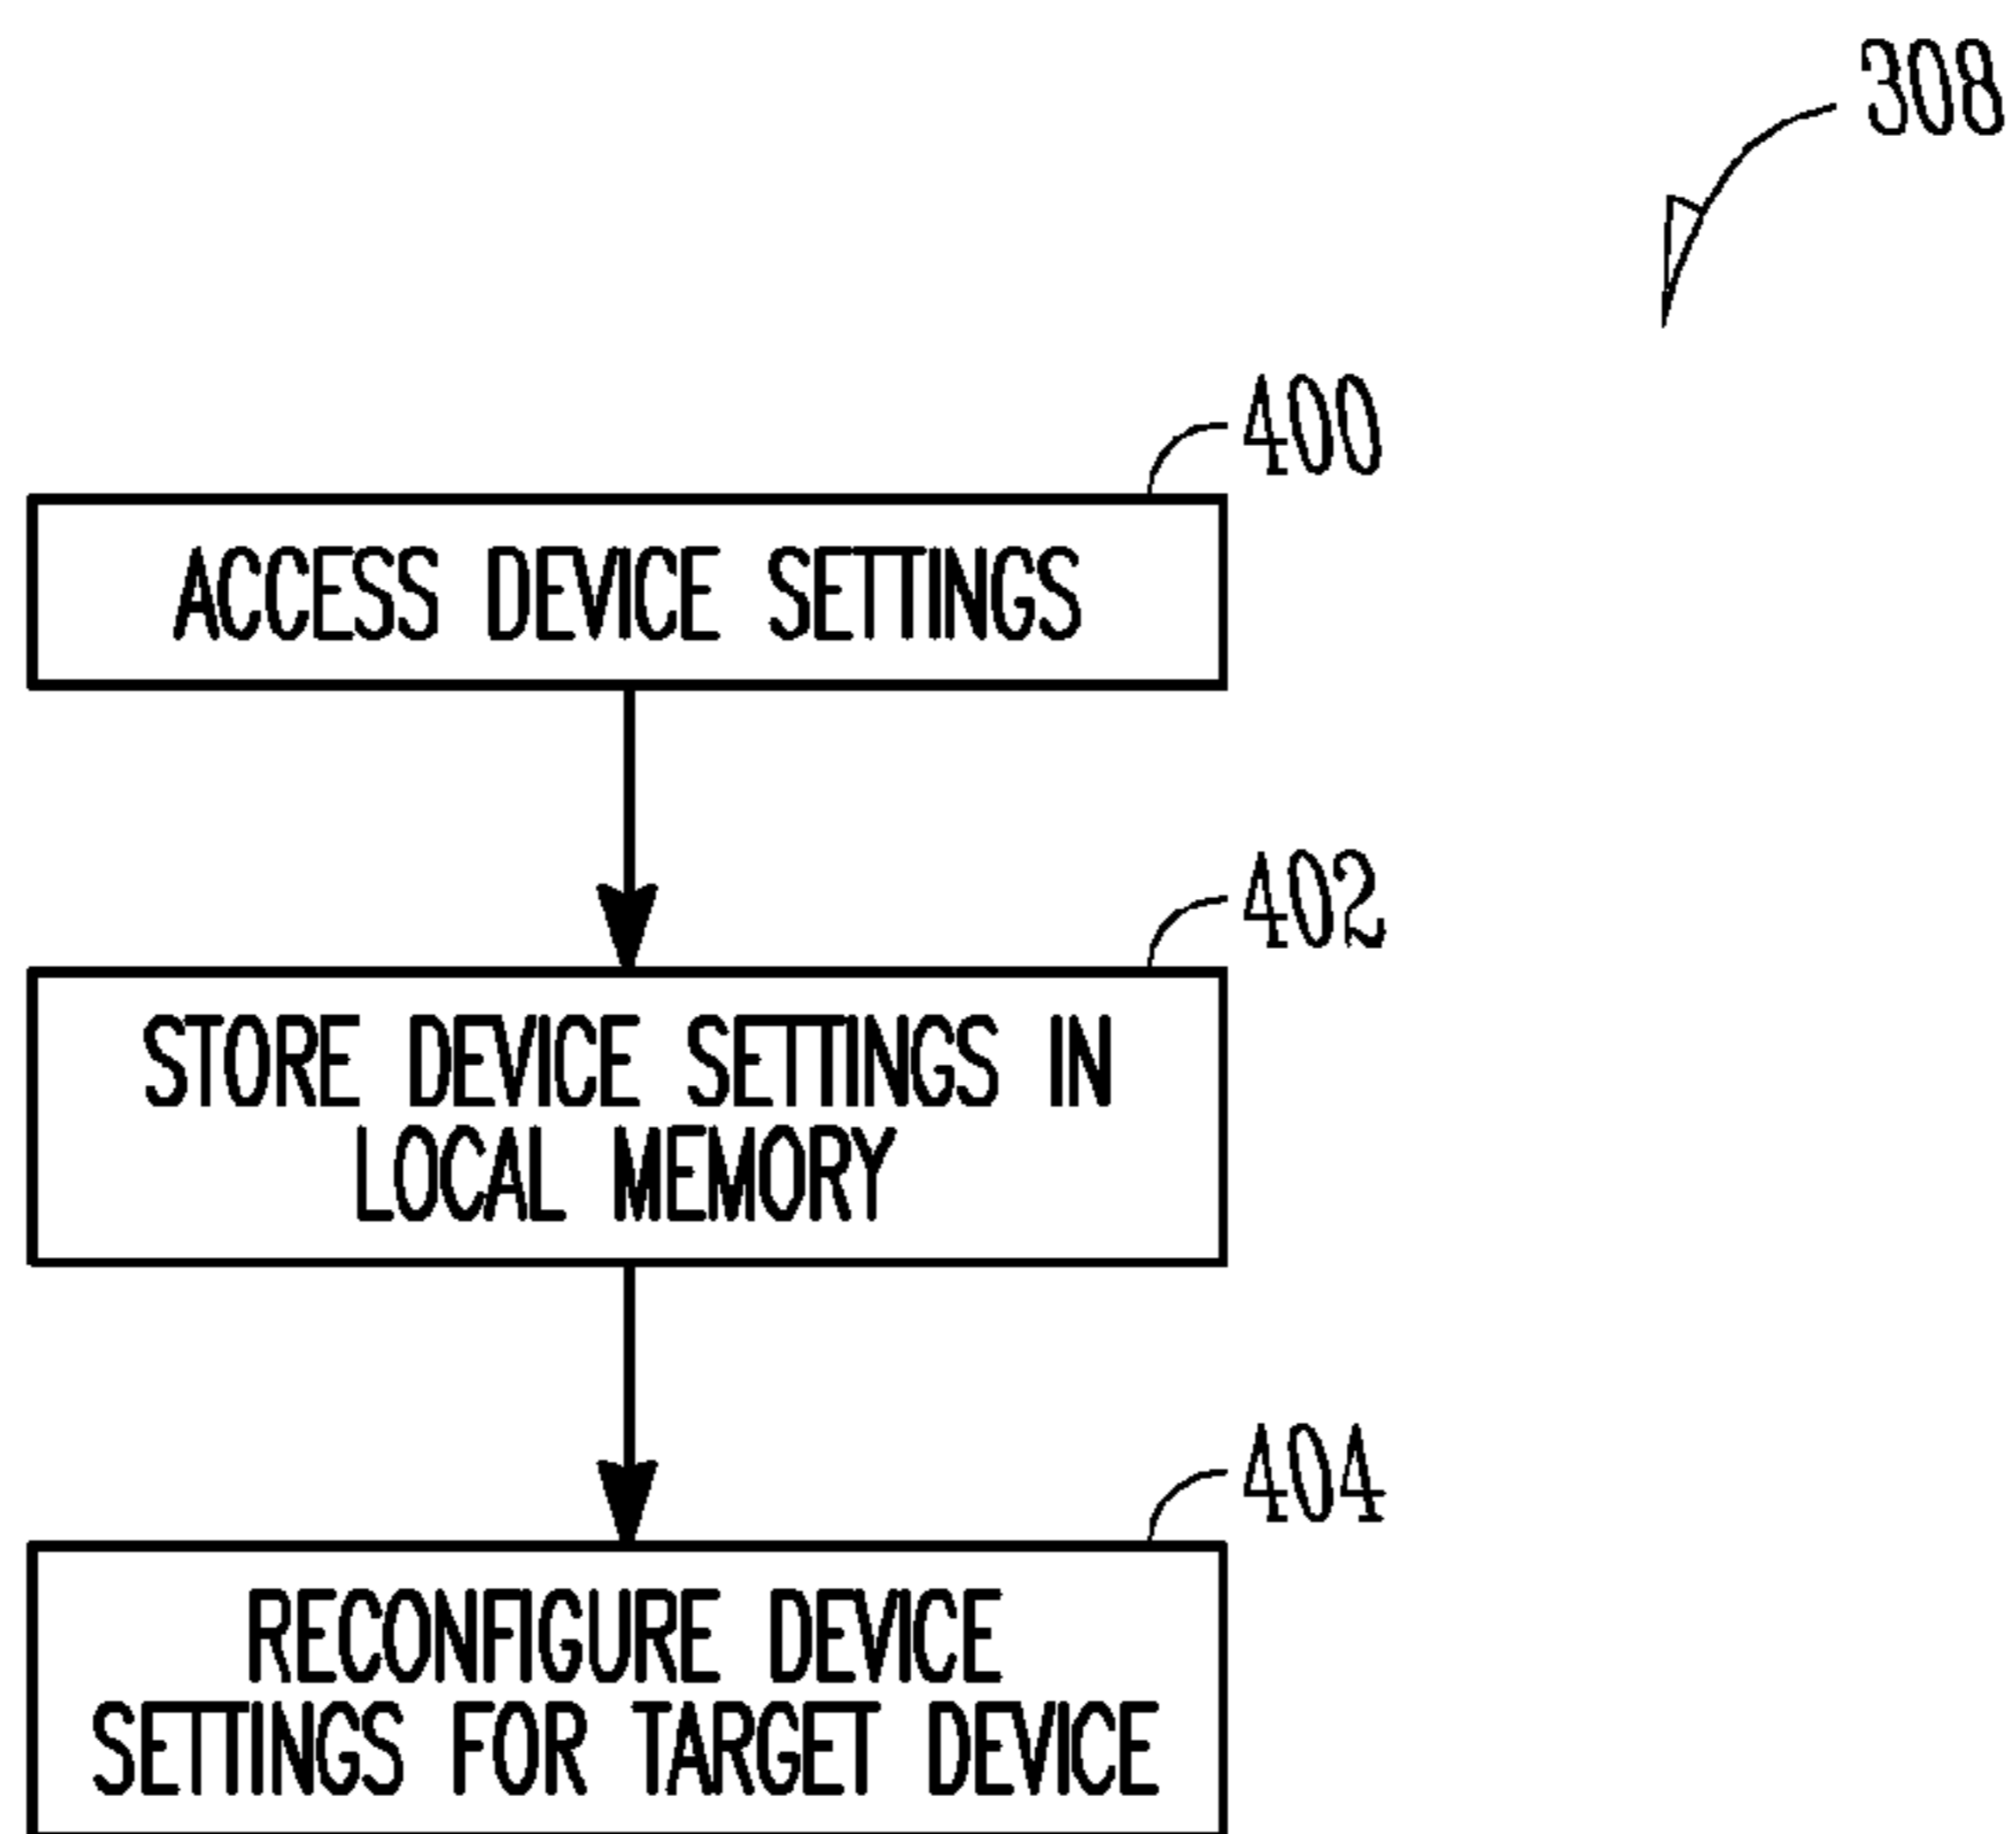 308
400
ACCESS DEVICE SETTINGS
402
STORE DEVICE SETTINGS IN
LOCAL MEMORY
404
RECONFIGURE DEVICE
SETTINGS FOR TARGET DEVICE